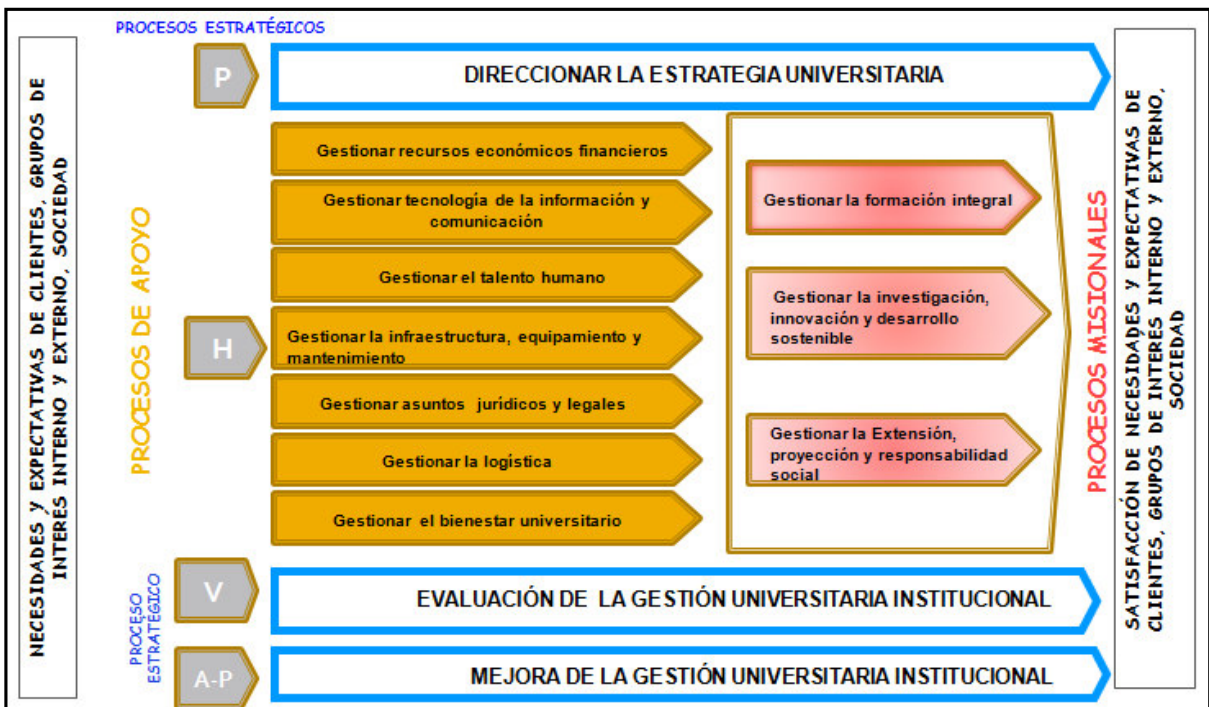 PROCESOS ESTRATÉGICOS
NECESIDADES Y EXPECTATIVAS DE CLIENTES, GRUPOS DE
INTERÉS INTERNO Y EXTERNO, SOCIEDAD
P
DIRECCIONAR LA ESTRATEGIA UNIVERSITARIA
PROCESOS DE APOYO
H
Gestionar recursos económicos financieros
Gestionar tecnología de la información y
comunicación
Gestionar el talento humano
Gestionar la infraestructura, equipamiento y
mantenimiento
Gestionar asuntos jurídicos y legales
Gestionar la logística
Gestionar el bienestar universitario
Gestionar la formación integral
Gestionar la investigación,
innovación y desarrollo
sostenible
Gestionar la Extensión,
proyección y responsabilidad
social
PROCESOS MISIONALES
SATISFACCIÓN DE NECESIDADES Y EXPECTATIVAS DE
CLIENTES, GRUPOS DE INTERES INTERNO Y EXTERNO,
SOCIEDAD
PROCESO
ESTRATÉGICO
V
EVALUACIÓN DE LA GESTIÓN UNIVERSITARIA INSTITUCIONAL
A-P
MEJORA DE LA GESTIÓN UNIVERSITARIA INSTITUCIONAL